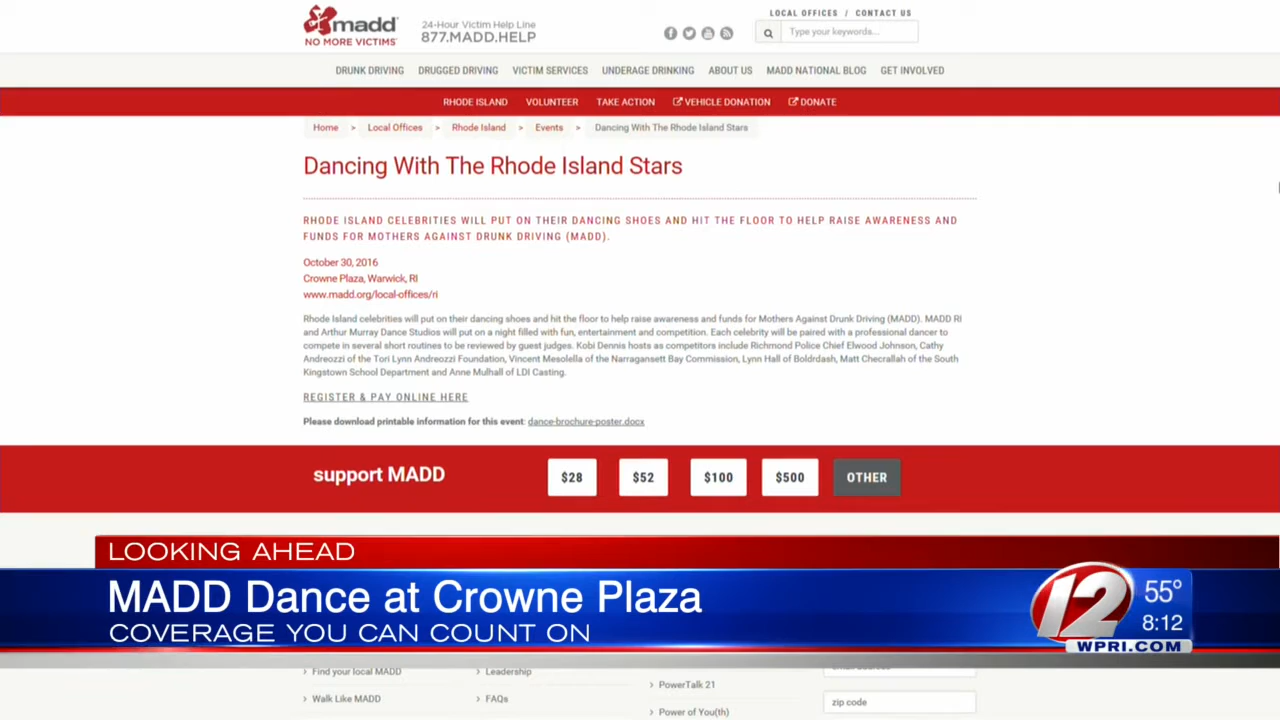 madd
NO MORE VICTIMS
24-Hour Victim Help Line
877.MADD.HELP
LOCAL OFFICES / CONTACT US
Type your keywords...
DRUNK DRIVING DRUGGED DRIVING VICTIM SERVICES UNDERAGE DRINKING ABOUT US MADD NATIONAL BLOG GET INVOLVED
RHODE ISLAND VOLUNTEER TAKE ACTION VEHICLE DONATION DONATE
Home > Local Offices > Rhode Island > Events > Dancing With The Rhode Island Stars
Dancing With The Rhode Island Stars
RHODE ISLAND CELEBRITIES WILL PUT ON THEIR DANCING SHOES AND HIT THE FLOOR TO HELP RAISE AWARENESS AND
FUNDS FOR MOTHERS AGAINST DRUNK DRIVING (MADD).
October 30, 2016
Crowne Plaza, Warwick, RI
www.madd.org/local-offices/ri
Rhode Island celebrities will put on their dancing shoes and hit the floor to help raise awareness and funds for Mothers Against Drunk Driving (MADD). MADD RI
and Arthur Murray Dance Studios will put on a night filled with fun, entertainment and competition. Each celebrity will be paired with a professional dancer to
compete in several short routines to be reviewed by guest judges. Kobi Dennis hosts as competitors include Richmond Police Chief Elwood Johnson, Cathy
Andreozzi of the Tori Lynn Andreozzi Foundation, Vincent Mesolella of the Narragansett Bay Commission, Lynn Hall of Boldrdash, Matt Checrallah of the South
Kingstown School Department and Anne Mulhall of LDI Casting.
REGISTER & PAY ONLINE HERE
Please download printable information for this event: dance-brochure-poster.docx
support MADD $28 $52 $100 $500 OTHER
LOOKING AHEAD
MADD Dance at Crowne Plaza
COVERAGE YOU CAN COUNT ON
12
55°
8:12
WPRI.COM
> Find your local MADD
> Leadership
> PowerTalk 21
> Walk Like MADD
> FAQs
> Power of You(th)
zip code